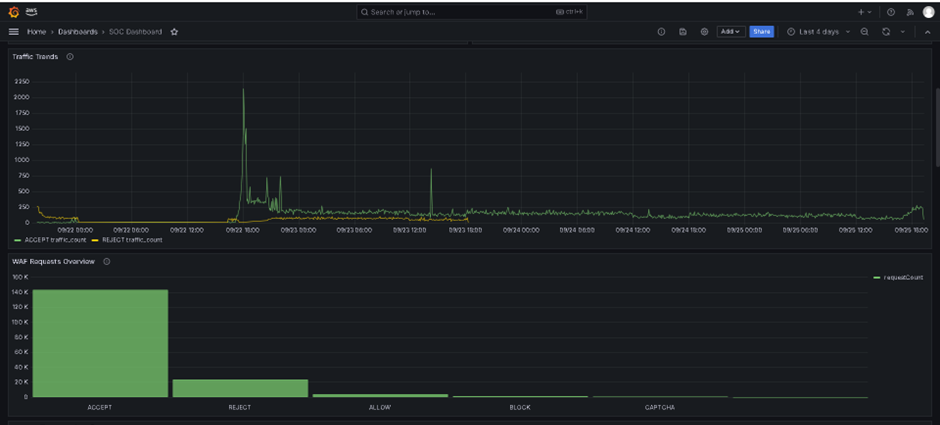 aws
Search or jump to...
ctrl+k
Home > Dashboards > SOC Dashboard
Add
Share
Last 4 days
Traffic Trends
2250
2000
1750
1500
1250
1000
750
500
250
0
09/22 00:00 09/22 06:00 09/22 12:00 09/22 18:00 09/23 00:00 09/23 06:00 09/23 12:00 09/23 18:00 09/24 00:00 09/24 06:00 09/24 12:00 09/24 18:00 09/25 00:00 09/25 06:00 09/25 12:00 09/25 18:00
ACCEPT traffic_count REJECT traffic_count
WAF Requests Overview
requestCount
160 K
140 K
120 K
100 K
80 K
60 K
40 K
20 K
0
ACCEPT REJECT ALLOW BLOCK CAPTCHA